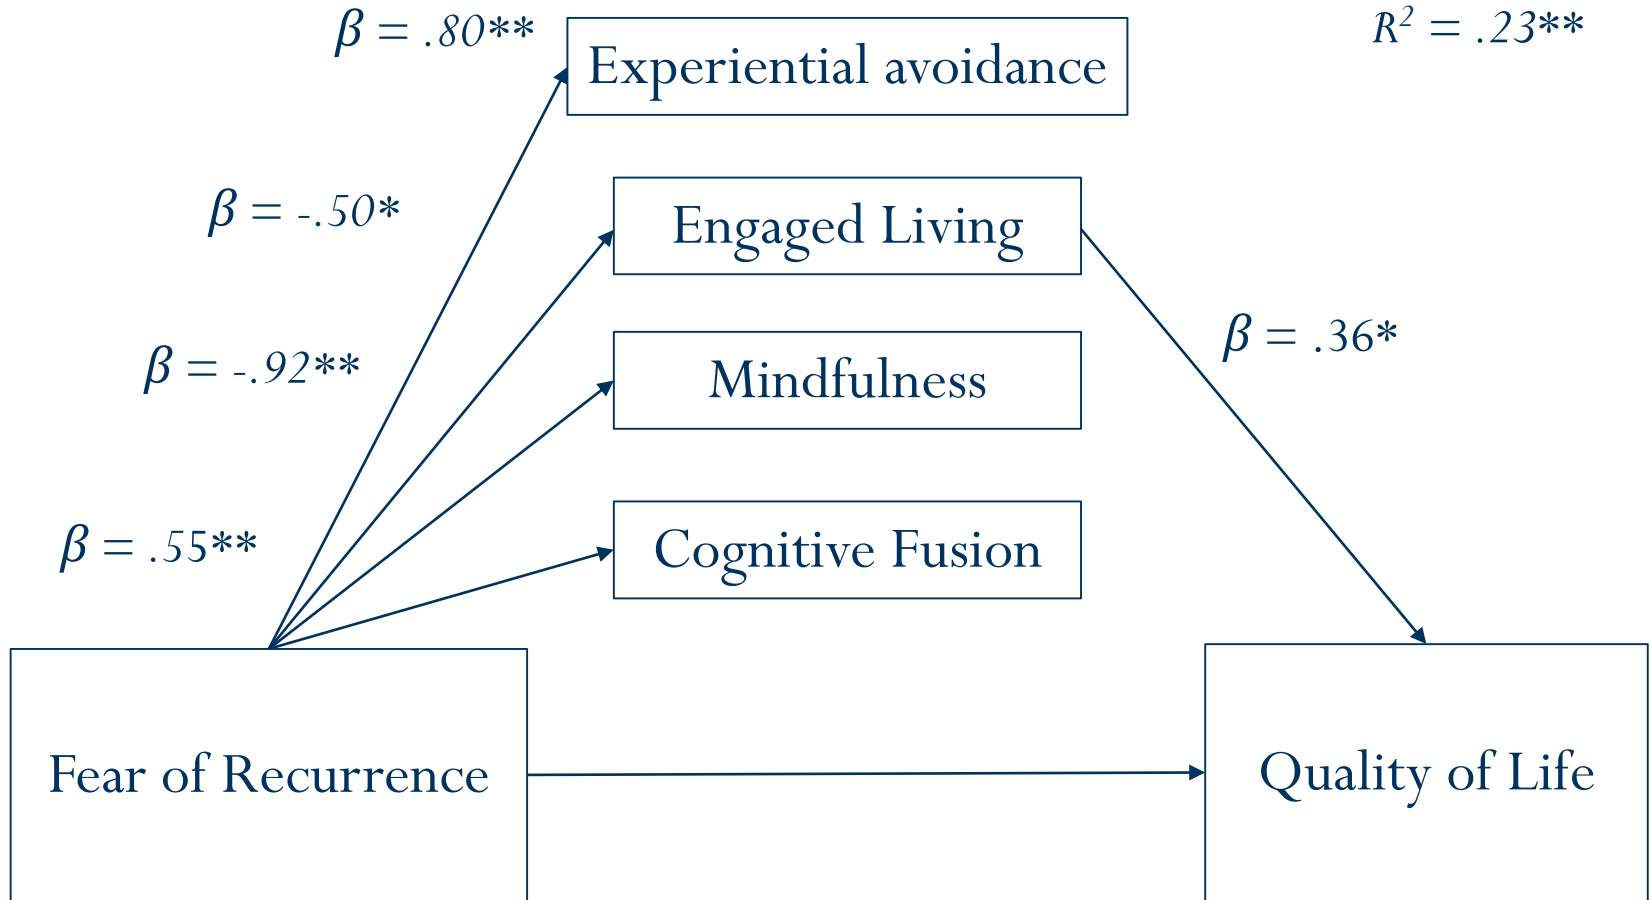 β = .80**
R² = .23**
Experiential avoidance
β = -.50*
Engaged Living
β = .36*
β = -.92**
Mindfulness
β = .55**
Cognitive Fusion
Fear of Recurrence
Quality of Life